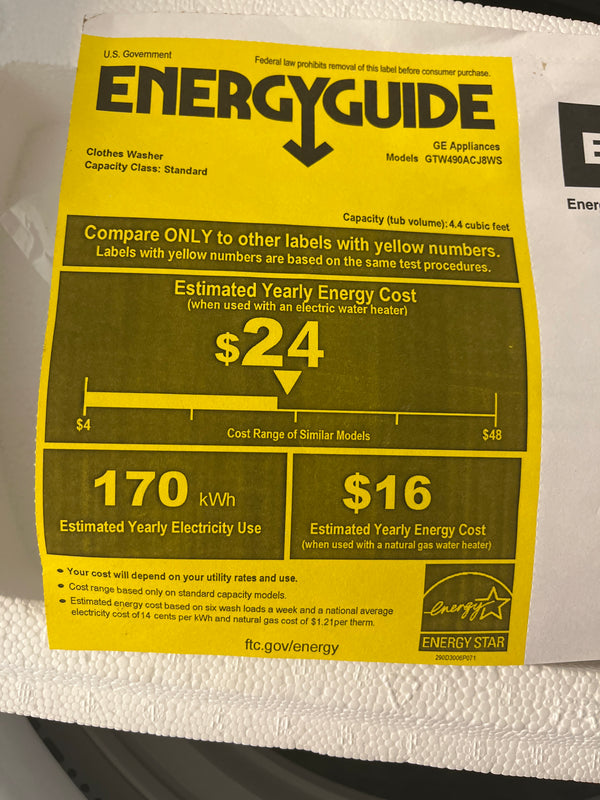 U.S. Government
Federal law prohibits removal of this label before consumer purchase.
ENERGYGUIDE
Clothes Washer
Capacity Class: Standard
GE Appliances
Models GTW490ACJ8WS
Capacity (tub volume): 4.4 cubic feet
Compare ONLY to other labels with yellow numbers.
Labels with yellow numbers are based on the same test procedures.
Estimated Yearly Energy Cost
(when used with an electric water heater)
$24
$4
Cost Range of Similar Models
$48
170 kWh
Estimated Yearly Electricity Use
$16
Estimated Yearly Energy Cost
(when used with a natural gas water heater)
• Your cost will depend on your utility rates and use.
• Cost range based only on standard capacity models.
• Estimated energy cost based on six wash loads a week and a national average
electricity cost of 14 cents per kWh and natural gas cost of $1.21per therm.
ftc.gov/energy
energy
ENERGY STAR
290D3006P071
E
Ener